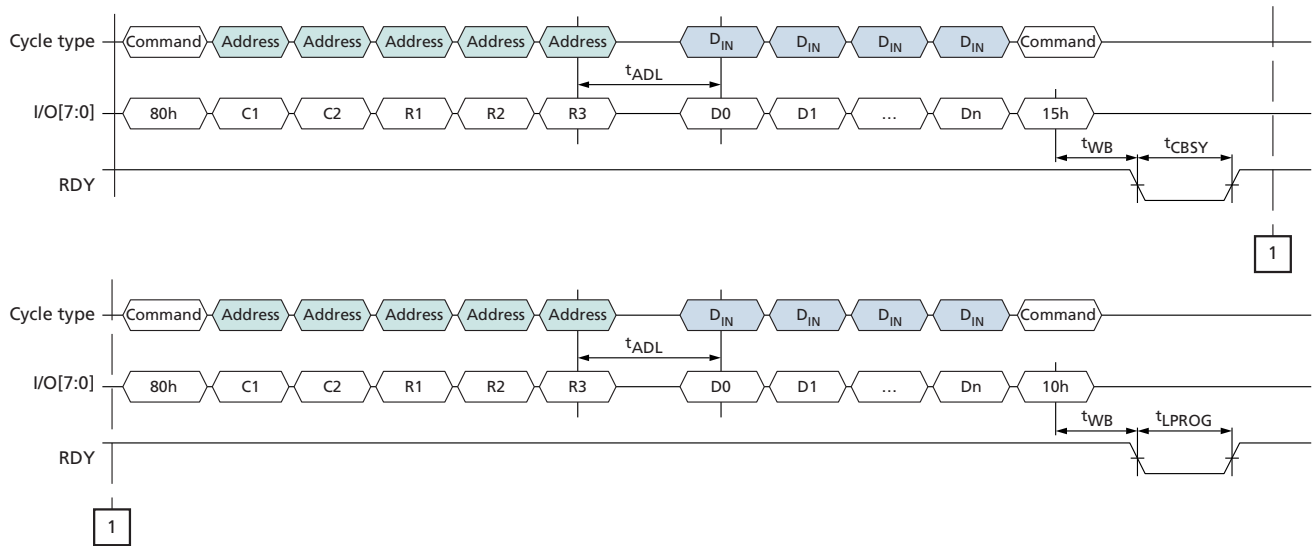 Cycle type Command Address Address Address Address Address DIN DIN DIN DIN Command
tADL
I/O[7:0] 80h C1 C2 R1 R2 R3 D0 D1 … Dn 15h
tWB tCBSY
RDY
1
Cycle type Command Address Address Address Address Address DIN DIN DIN DIN Command
tADL
I/O[7:0] 80h C1 C2 R1 R2 R3 D0 D1 … Dn 10h
tWB tLPROG
RDY
1